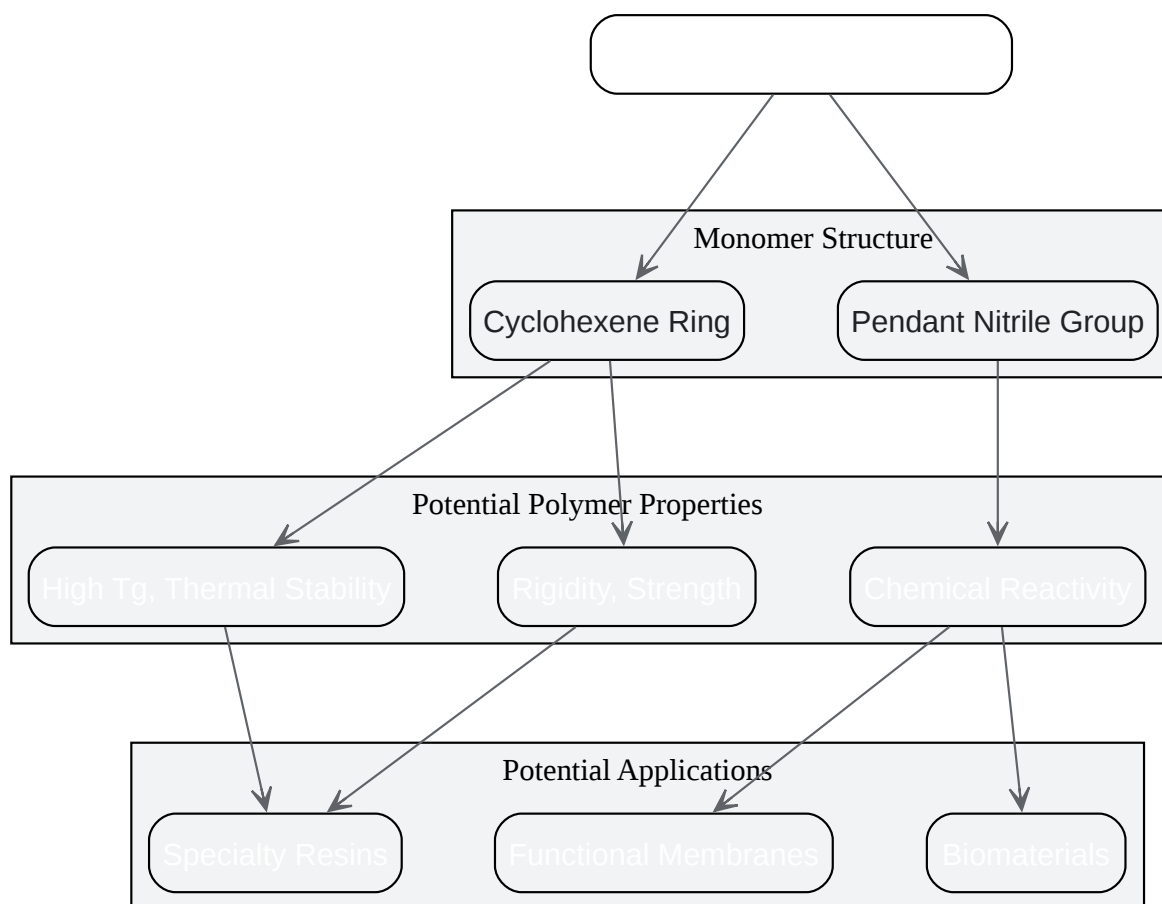 Monomer Structure
Cyclohexene Ring
Pendant Nitrile Group
Potential Polymer Properties
High Tg, Thermal Stability
Rigidity, Strength
Chemical Reactivity
Potential Applications
Specialty Resins
Functional Membranes
Biomaterials